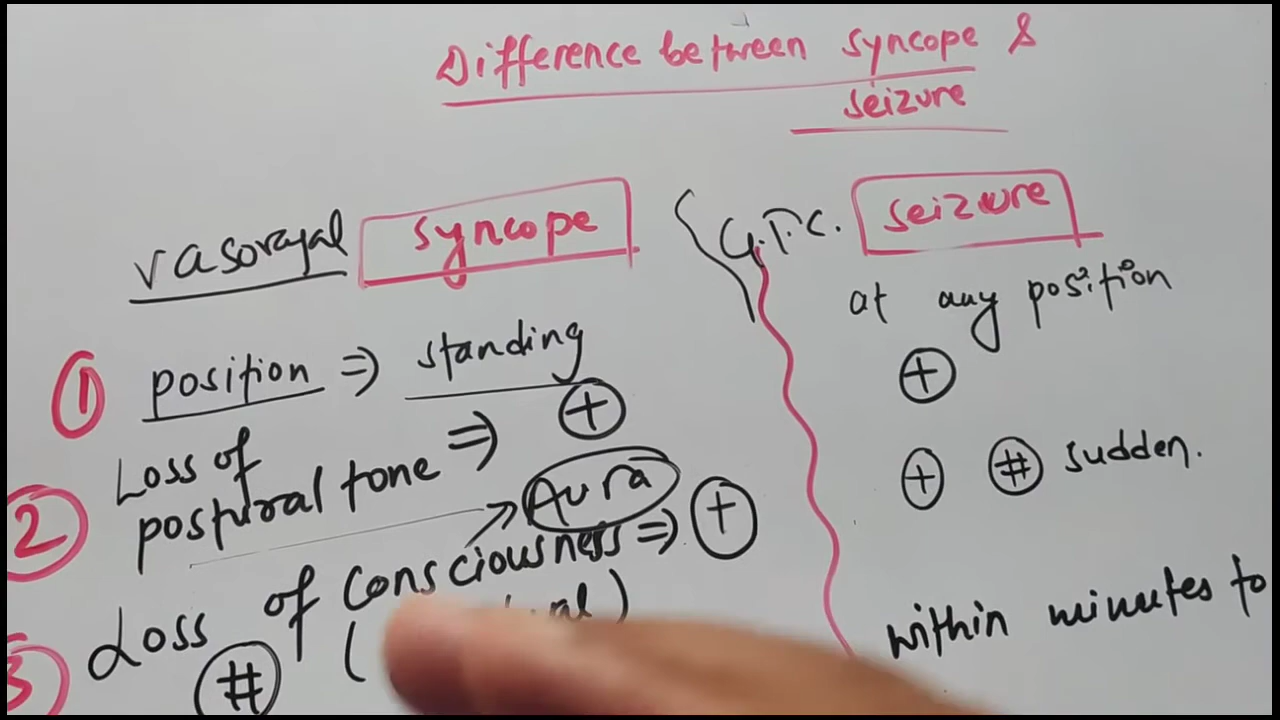 Difference between syncope &
seizure
vasovagal syncope
G.T.C. seizure
① position ⇒ standing
at any position
② Loss of
postural tone ⇒ ⊕
⊕
Aura
③ Loss of consciousness ⇒ ⊕
⊕ # sudden.
#
within minutes to